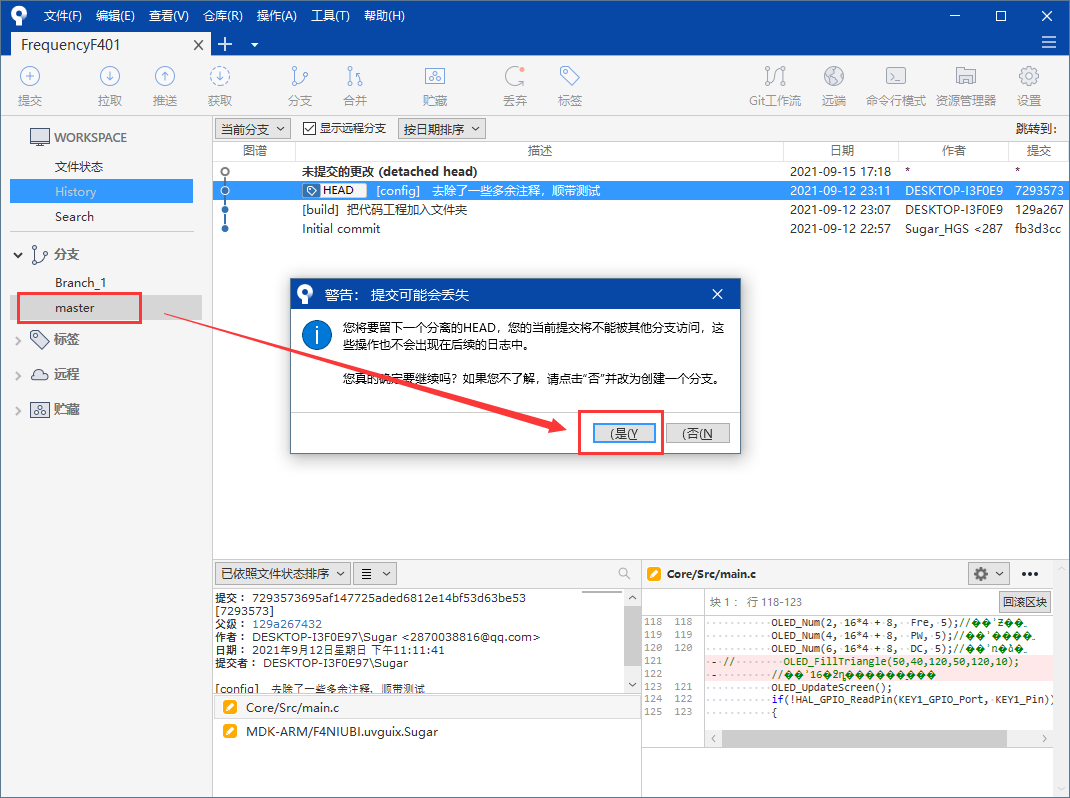 文件(F) 编辑(E) 查看(V) 仓库(R) 操作(A) 工具(T) 帮助(H)
FrequencyF401
提交 拉取 推送 获取 分支 合并 贮藏 丢弃 标签 Git工作流 远端 命令行模式 资源管理器 设置
WORKSPACE
文件状态
History
Search
分支
Branch_1
master
标签
远程
贮藏
当前分支 显示远程分支 按日期排序 跳转到:
图谱 描述 日期 作者 提交
未提交的更改 (detached head) 2021-09-15 17:18 * *
HEAD [config] 去除了一些多余注释，顺带测试 2021-09-12 23:11 DESKTOP-I3F0E9 7293573
[build] 把代码工程加入文件夹 2021-09-12 23:07 DESKTOP-I3F0E9 129a267
Initial commit 2021-09-12 22:57 Sugar_HGS <287 fb3d3cc
警告： 提交可能会丢失
您将要留下一个分裔的HEAD，您的当前提交将不能被其他分支访问，这
些操作也不会出现在后续的日志中。
您真的确定要继续吗？如果您不了解，请点击“否”并改为创建一个分支。
(是(Y (否(N
已依照文件状态排序
提交： 7293573695af147725aded6812e14bf53d63be53
[7293573]
父级： 129a267432
作者： DESKTOP-I3F0E97\Sugar <2870038816@qq.com>
日期： 2021年9月12日星期日 下午11:11:41
提交者： DESKTOP-I3F0E97\Sugar
[config] 去除了一些多余注释，顺带测试
Core/Src/main.c
MDK-ARM/F4NIUBI.uvguix.Sugar
Core/Src/main.c
块 1： 行 118-123 回滚区块
118 118 OLED_Num(2, 16*4 + 8, Fre, 5);//
119 119 OLED_Num(4, 16*4 + 8, PW, 5);//
120 120 OLED_Num(6, 16*4 + 8, DC, 5);//
121 - // OLED_FillTriangle(50,40,120,50,120,10);
122 - //
123 121 OLED_UpdateScreen();
124 122 if(!HAL_GPIO_ReadPin(KEY1_GPIO_Port, KEY1_Pin))
125 123 {